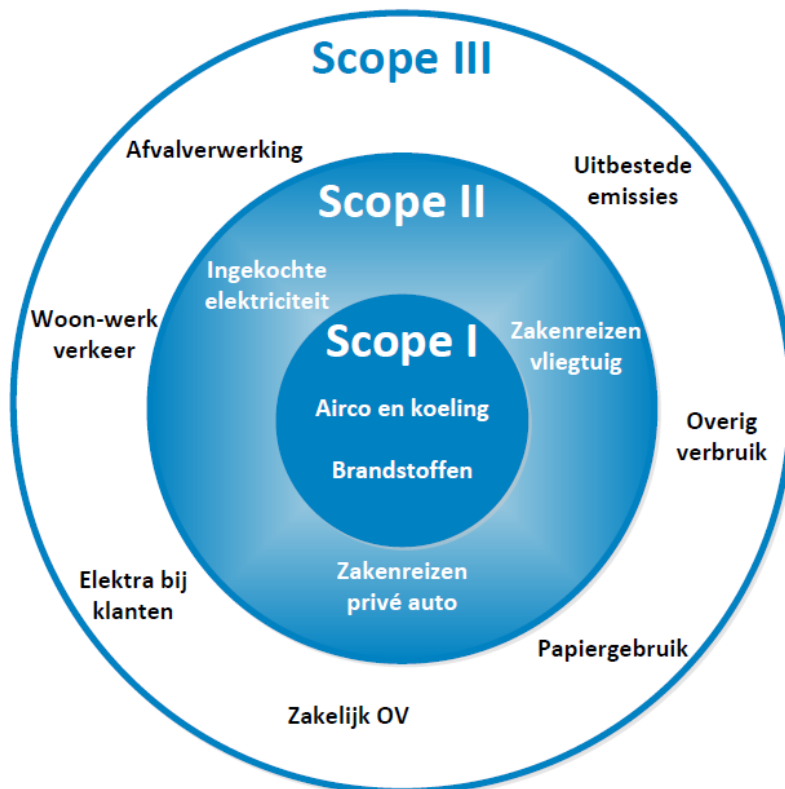 Scope III
Afvalverwerking
Uitbestede
emissies
Scope II
Ingekochte
elektriciteit
Woon-werk
verkeer
Scope I
Zakenreizen
vliegtuig
Airco en koeling
Brandstoffen
Overig
verbruik
Elektra bij
klanten
Zakenreizen
privé auto
Papiergebruik
Zakelijk OV